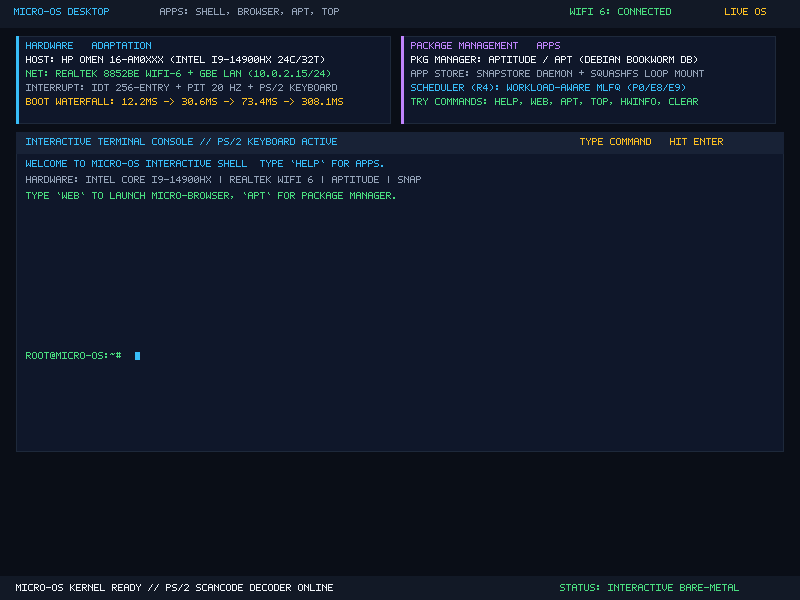 MICRO-OS DESKTOP APPS: SHELL, BROWSER, APT, TOP WIFI 6: CONNECTED LIVE OS
HARDWARE ADAPTATION
HOST: HP OMEN 16-AM0XXX (INTEL I9-14900HX 24C/32T)
NET: REALTEK 8852BE WIFI-6 + GBE LAN (10.0.2.15/24)
INTERRUPT: IDT 256-ENTRY + PIT 20 HZ + PS/2 KEYBOARD
BOOT WATERFALL: 12.2MS -> 30.6MS -> 73.4MS -> 308.1MS
PACKAGE MANAGEMENT APPS
PKG MANAGER: APTITUDE / APT (DEBIAN BOOKWORM DB)
APP STORE: SNAPSTORE DAEMON + SQUASHFS LOOP MOUNT
SCHEDULER (R4): WORKLOAD-AWARE MLFQ (P0/E8/E9)
TRY COMMANDS: HELP, WEB, APT, TOP, HWINFO, CLEAR
INTERACTIVE TERMINAL CONSOLE // PS/2 KEYBOARD ACTIVE TYPE COMMAND HIT ENTER
WELCOME TO MICRO-OS INTERACTIVE SHELL TYPE 'HELP' FOR APPS.
HARDWARE: INTEL CORE I9-14900HX | REALTEK WIFI 6 | APTITUDE | SNAP
TYPE 'WEB' TO LAUNCH MICRO-BROWSER, 'APT' FOR PACKAGE MANAGER.
ROOT@MICRO-OS:~#
MICRO-OS KERNEL READY // PS/2 SCANCODE DECODER ONLINE STATUS: INTERACTIVE BARE-METAL